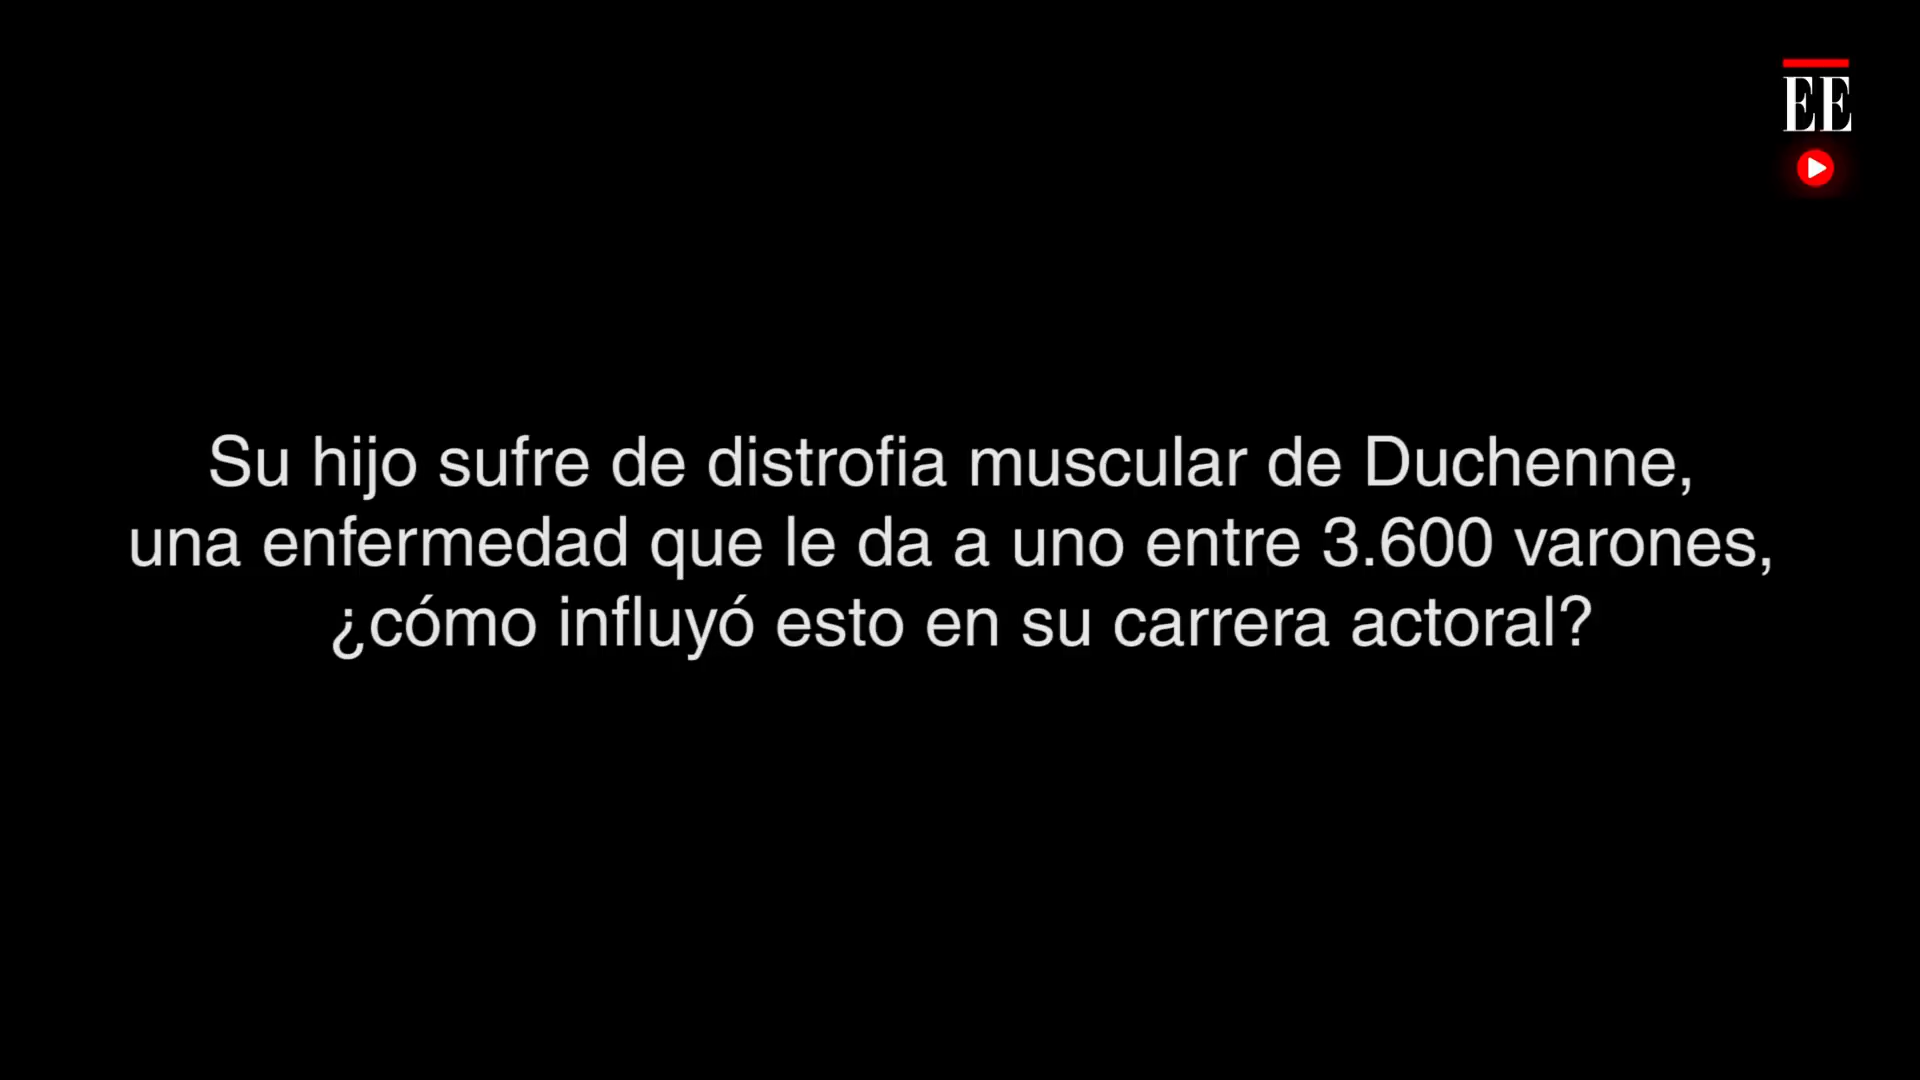 EE
Su hijo sufre de distrofia muscular de Duchenne,
una enfermedad que le da a uno entre 3.600 varones,
¿cómo influyó esto en su carrera actoral?